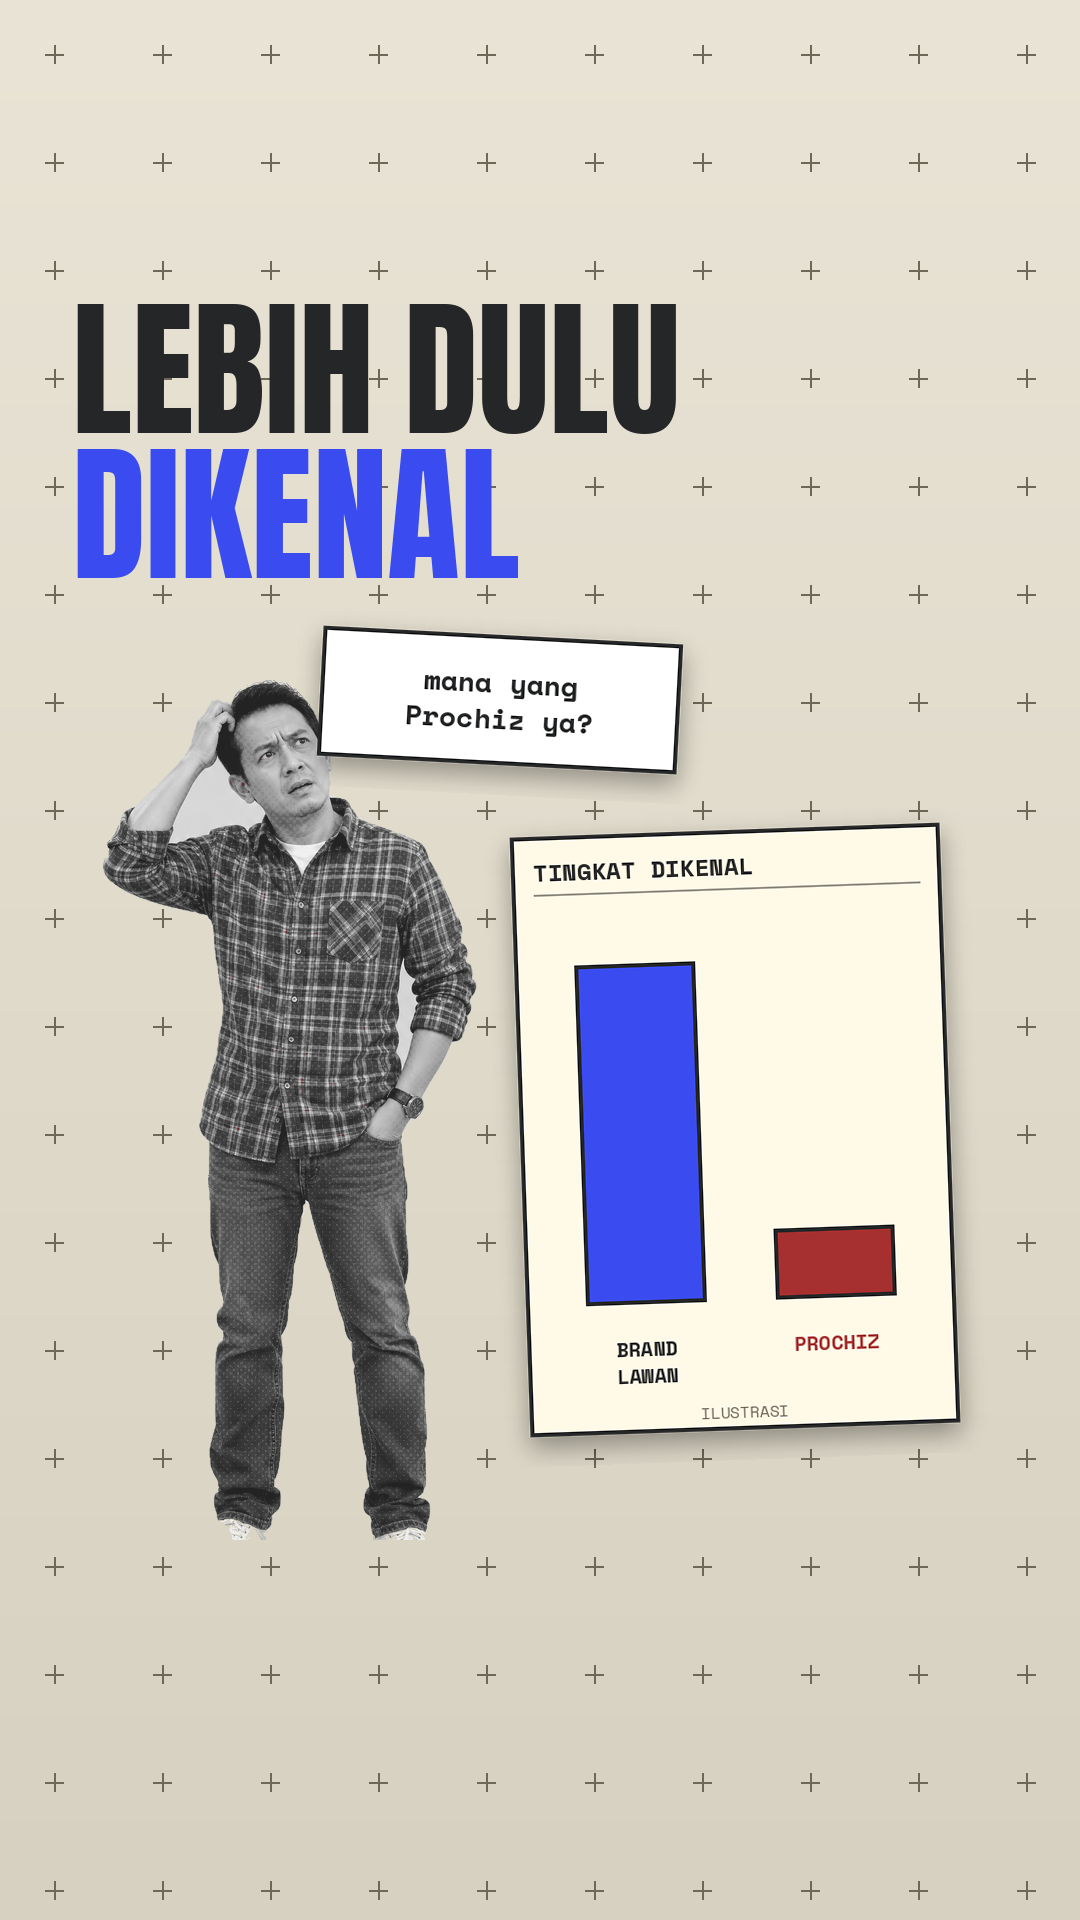 LEBIH DULU
DIKENAL
mana yang
Prochiz ya?
TINGKAT DIKENAL
BRAND
LAWAN
PROCHIZ
ILUSTRASI